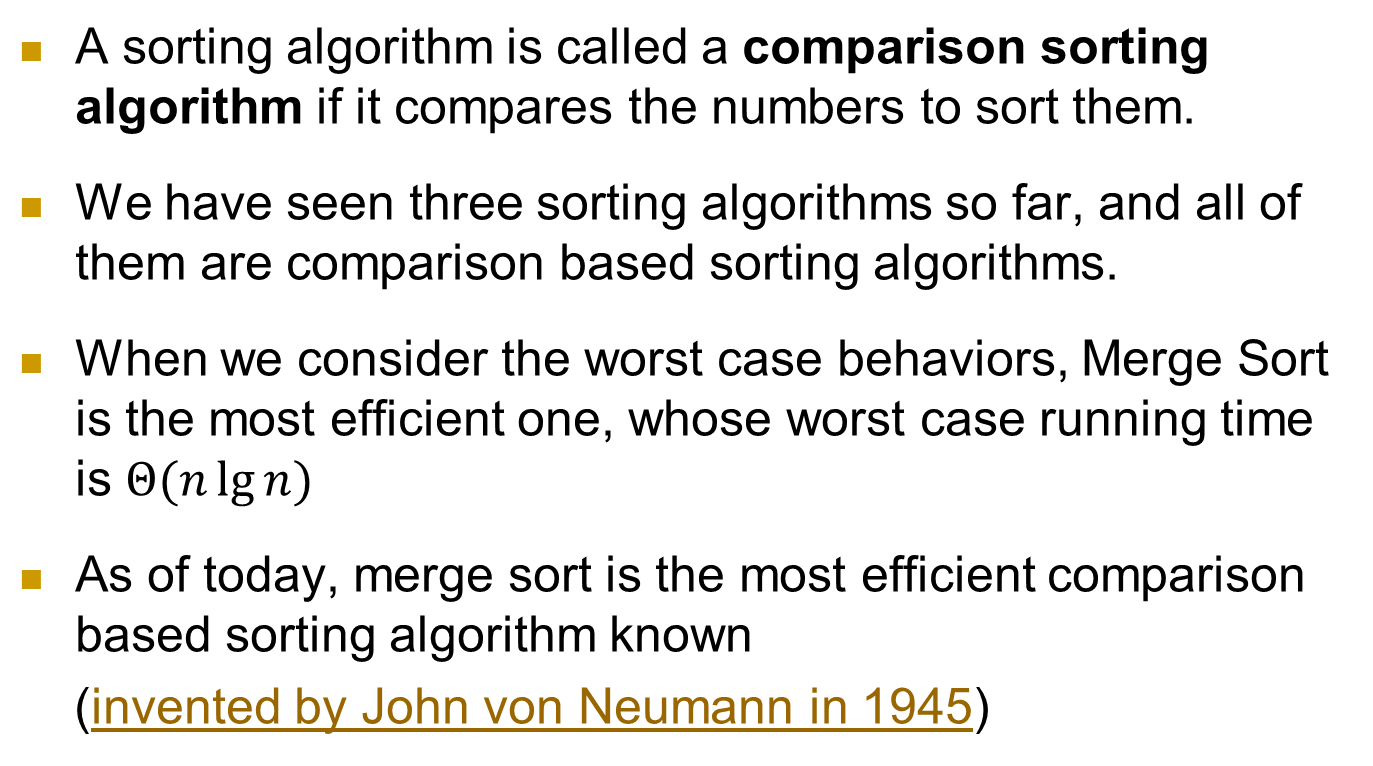 A sorting algorithm is called a comparison sorting
algorithm if it compares the numbers to sort them.
We have seen three sorting algorithms so far, and all of
them are comparison based sorting algorithms.
When we consider the worst case behaviors, Merge Sort
is the most efficient one, whose worst case running time
is Θ(n lg n)
As of today, merge sort is the most efficient comparison
based sorting algorithm known
(invented by John von Neumann in 1945)